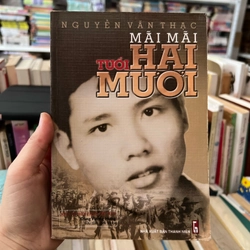 NGUYỄN VĂN THẠC
MÃI MÃI
TUỔI HAI
MƯƠI
NHÀ XUẤT BẢN THANH NIÊN